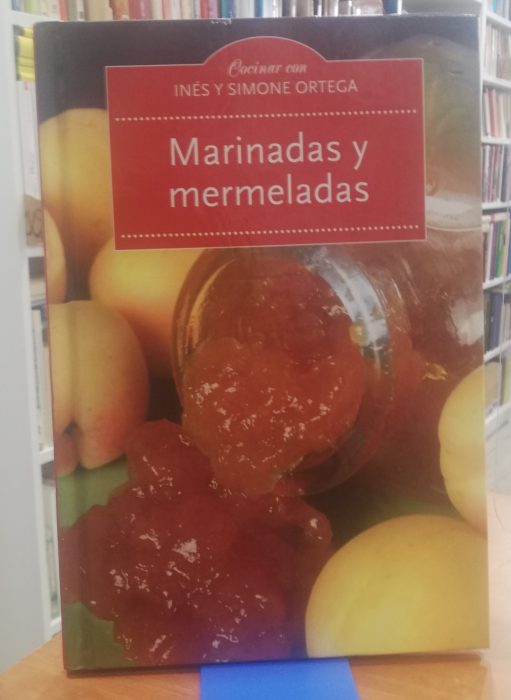 Cocinar con
INÉS Y SIMONE ORTEGA
Marinadas y
mermeladas